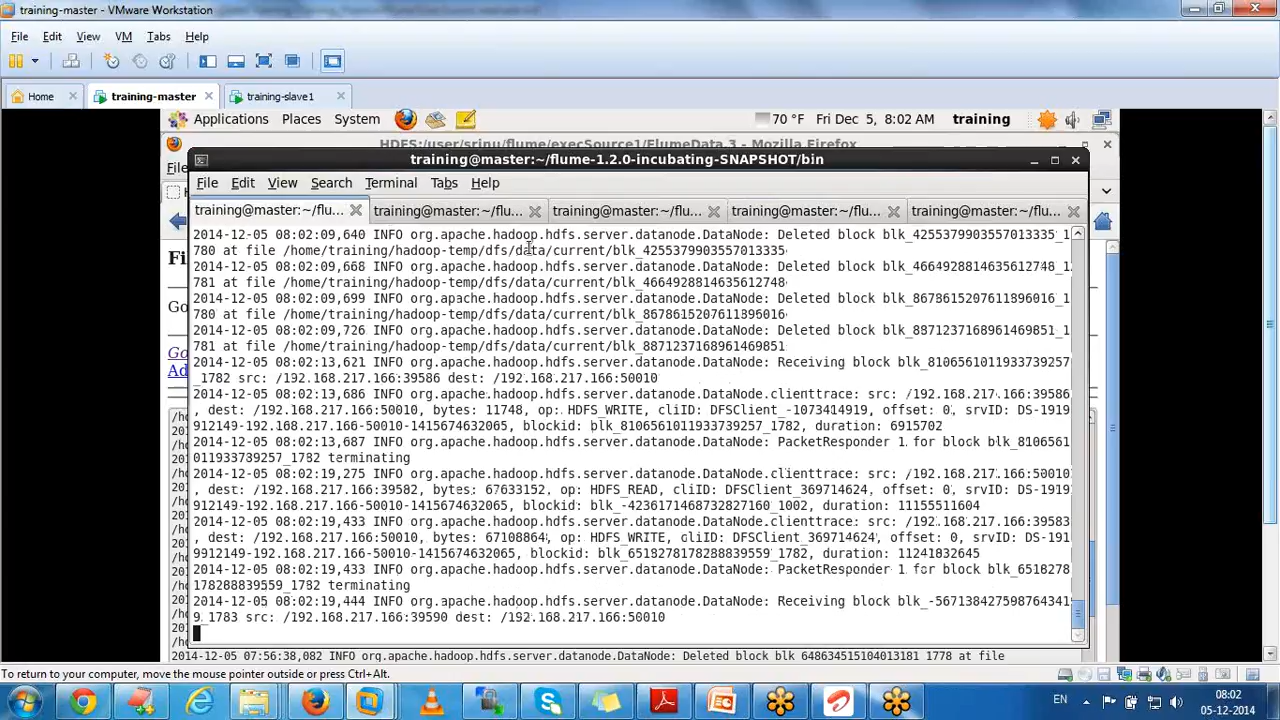 training-master - VMware Workstation
File Edit View VM Tabs Help
Home training-master training-slave1
Applications Places System 70 °F Fri Dec 5, 8:02 AM training
HDFS:/user/srinu/flume/execSource1/FlumeData.3 - Mozilla Firefox
training@master:~/flume-1.2.0-incubating-SNAPSHOT/bin
File Edit View Search Terminal Tabs Help
training@master:~/flu... training@master:~/flu... training@master:~/flu... training@master:~/flu... training@master:~/flu...
2014-12-05 08:02:09,640 INFO org.apache.hadoop.hdfs.server.datanode.DataNode: Deleted block blk_4255379903557013335_1
780 at file /home/training/hadoop-temp/dfs/data/current/blk_4255379903557013335
2014-12-05 08:02:09,668 INFO org.apache.hadoop.hdfs.server.datanode.DataNode: Deleted block blk_4664928814635612748_1
781 at file /home/training/hadoop-temp/dfs/data/current/blk_4664928814635612748
2014-12-05 08:02:09,699 INFO org.apache.hadoop.hdfs.server.datanode.DataNode: Deleted block blk_8678615207611896016_1
780 at file /home/training/hadoop-temp/dfs/data/current/blk_8678615207611896016
2014-12-05 08:02:09,726 INFO org.apache.hadoop.hdfs.server.datanode.DataNode: Deleted block blk_8871237168961469851_1
781 at file /home/training/hadoop-temp/dfs/data/current/blk_8871237168961469851
2014-12-05 08:02:13,621 INFO org.apache.hadoop.hdfs.server.datanode.DataNode: Receiving block blk_8106561011933739257
_1782 src: /192.168.217.166:39586 dest: /192.168.217.166:50010
2014-12-05 08:02:13,686 INFO org.apache.hadoop.hdfs.server.datanode.DataNode.clienttrace: src: /192.168.217.166:39586
, dest: /192.168.217.166:50010, bytes: 11748, op: HDFS_WRITE, cliID: DFSClient_-1073414919, offset: 0, srvID: DS-1919
912149-192.168.217.166-50010-1415674632065, blockid: blk_8106561011933739257_1782, duration: 6915702
2014-12-05 08:02:13,687 INFO org.apache.hadoop.hdfs.server.datanode.DataNode: PacketResponder 1 for block blk_8106561
011933739257_1782 terminating
2014-12-05 08:02:19,275 INFO org.apache.hadoop.hdfs.server.datanode.DataNode.clienttrace: src: /192.168.217.166:50010
, dest: /192.168.217.166:39582, bytes: 67633152, op: HDFS_READ, cliID: DFSClient_369714624, offset: 0, srvID: DS-1919
912149-192.168.217.166-50010-1415674632065, blockid: blk_-4236171468732827160_1002, duration: 11155511604
2014-12-05 08:02:19,433 INFO org.apache.hadoop.hdfs.server.datanode.DataNode.clienttrace: src: /192.168.217.166:39583
, dest: /192.168.217.166:50010, bytes: 67108864, op: HDFS_WRITE, cliID: DFSClient_369714624, offset: 0, srvID: DS-191
9912149-192.168.217.166-50010-1415674632065, blockid: blk_6518278178288839559_1782, duration: 11241832645
2014-12-05 08:02:19,433 INFO org.apache.hadoop.hdfs.server.datanode.DataNode: PacketResponder 1 for block blk_6518278
178288839559_1782 terminating
2014-12-05 08:02:19,444 INFO org.apache.hadoop.hdfs.server.datanode.DataNode: Receiving block blk_-567138427598764341
9_1783 src: /192.168.217.166:39590 dest: /192.168.217.166:50010
2014-12-05 07:56:38,082 INFO org.apache.hadoop.hdfs.server.datanode.DataNode: Deleted block blk 648634515104013181 1778 at file
To return to your computer, move the mouse pointer outside or press Ctrl+Alt.
EN 08:02
05-12-2014